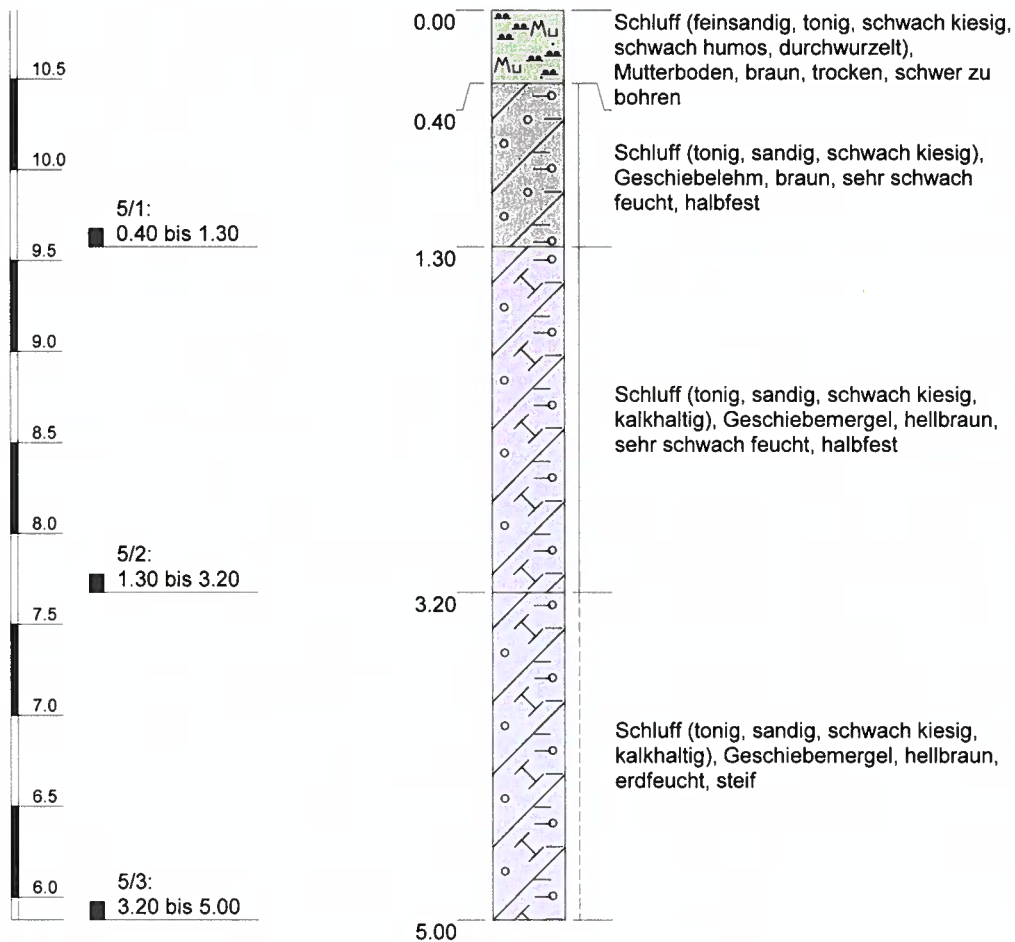 0.00
Mu
Mu
Schluff (feinsandig, tonig, schwach kiesig,
schwach humos, durchwurzelt),
Mutterboden, braun, trocken, schwer zu
bohren
10.5
0.40
10.0
Schluff (tonig, sandig, schwach kiesig),
Geschiebelehm, braun, sehr schwach
feucht, halbfest
5/1:
0.40 bis 1.30
9.5
1.30
9.0
Schluff (tonig, sandig, schwach kiesig,
kalkhaltig), Geschiebemergel, hellbraun,
sehr schwach feucht, halbfest
8.5
8.0
5/2:
1.30 bis 3.20
3.20
7.5
7.0
Schluff (tonig, sandig, schwach kiesig,
kalkhaltig), Geschiebemergel, hellbraun,
erdfeucht, steif
6.5
6.0
5/3:
3.20 bis 5.00
5.00